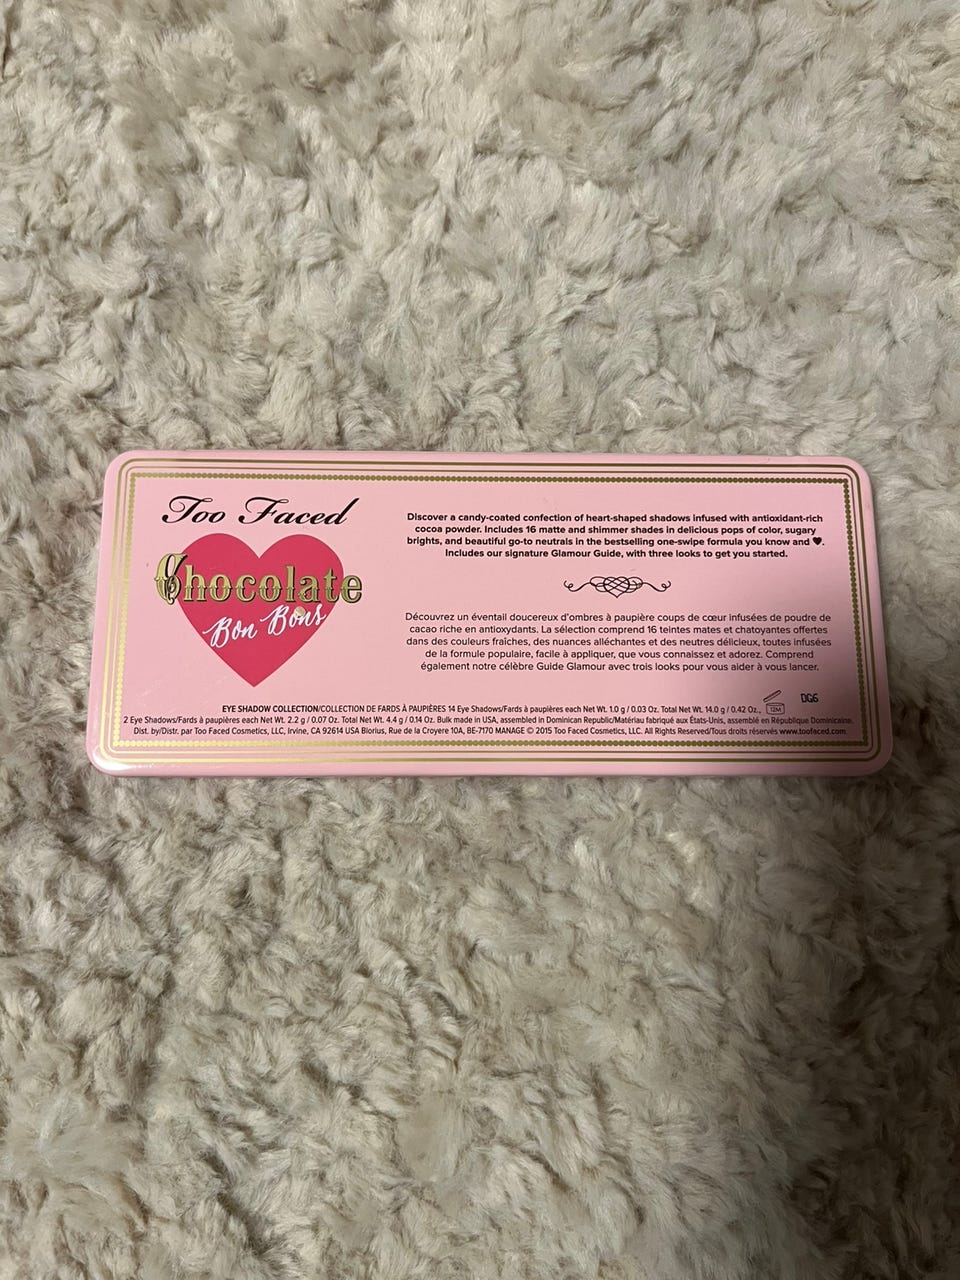 Too Faced
Chocolate
Bon Bons
Discover a candy-coated confection of heart-shaped shadows infused with antioxidant-rich
cocoa powder. Includes 16 matte and shimmer shades in delicious pops of color, sugary
brights, and beautiful go-to neutrals in the bestselling one-swipe formula you know and ♥.
Includes our signature Glamour Guide, with three looks to get you started.
Découvrez un éventail doucereux d'ombres à paupière coups de cœur infusées de poudre de
cacao riche en antioxydants. La sélection comprend 16 teintes mates et chatoyantes offertes
dans des couleurs fraîches, des nuances alléchantes et des neutres délicieux, toutes infusées
de la formule populaire, facile à appliquer, que vous connaissez et adorez. Comprend
également notre célèbre Guide Glamour avec trois looks pour vous aider à vous lancer.
EYE SHADOW COLLECTION/COLLECTION DE FARDS À PAUPIÈRES 14 Eye Shadows/Fards à paupières each Net Wt. 1.0 g / 0.03 Oz. Total Net Wt. 14.0 g / 0.42 Oz., 12M DG6
2 Eye Shadows/Fards à paupières each Net Wt. 2.2 g / 0.07 Oz. Total Net Wt. 4.4 g / 0.14 Oz. Bulk made in USA, assembled in Dominican Republic/Matériau fabriqué aux États-Unis, assemblé en République Dominicaine.
Dist. by/Distr. par Too Faced Cosmetics, LLC, Irvine, CA 92614 USA Biorius, Rue de la Croyere 10A, BE-7170 MANAGE © 2015 Too Faced Cosmetics, LLC. All Rights Reserved/Tous droits réservés www.toofaced.com